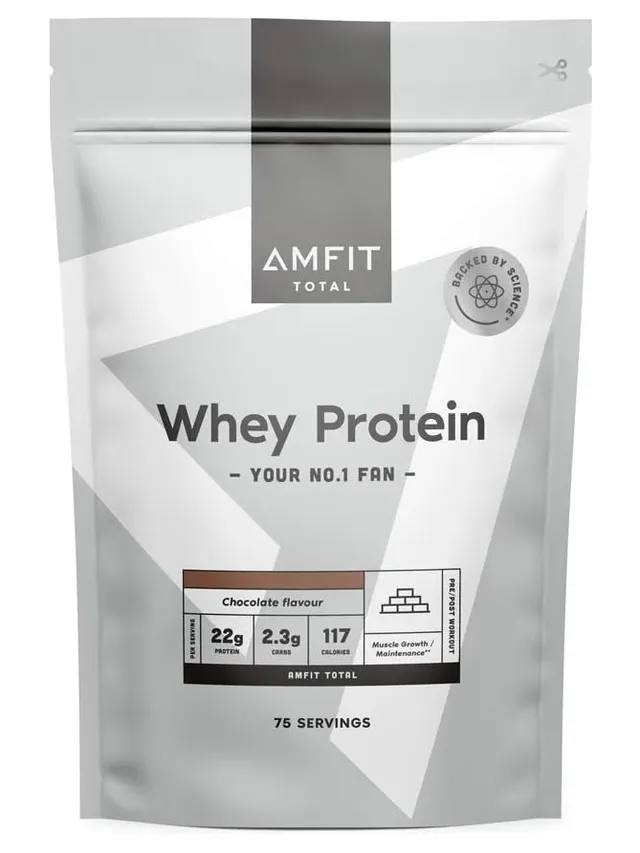 AMFIT
TOTAL
BACKED BY SCIENCE*
Whey Protein
– YOUR NO.1 FAN –
Chocolate flavour
PER SERVING
22g
PROTEIN
2.3g
CARBS
117
CALORIES
Muscle Growth /
Maintenance**
PRE/POST WORKOUT
AMFIT TOTAL
75 SERVINGS